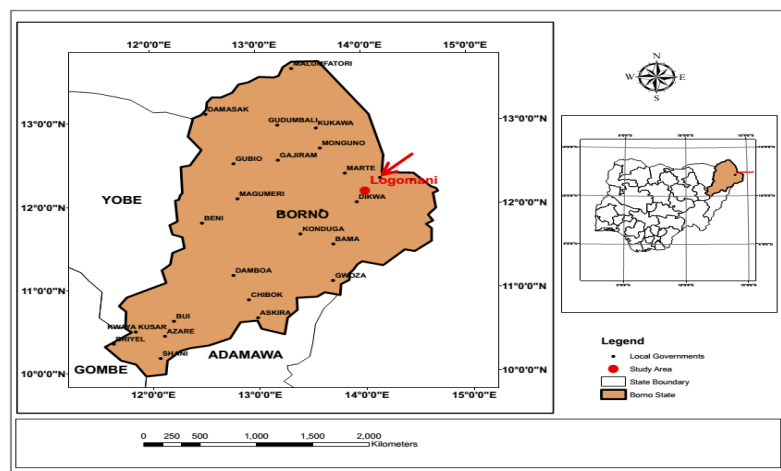 12°0'0"E 13°0'0"E 14°0'0"E 15°0'0"E
MALUMFATORI
DAMASAK
13°0'0"N
GUDUMBALI
KUKAWA
13°0'0"N
MONGUNO
GAJIRAM
GUBIO
MARTE
Logomani
MAGUMERI
DIKWA
YOBE
12°0'0"N
BORNO
12°0'0"N
BENI
KONDUGA
BAMA
DAMBOA
GWOZA
11°0'0"N
11°0'0"N
CHIBOK
BUI
ASKIRA
KWAYA KUSAR
AZARE
BRIYEL
SHANI
ADAMAWA
GOMBE
10°0'0"N
10°0'0"N
12°0'0"E 13°0'0"E 14°0'0"E 15°0'0"E
N
W E
S
Legend
Local Governments
Study Area
State Boundary
Borno State
0 250 500 1,000 1,500 2,000
Kilometers